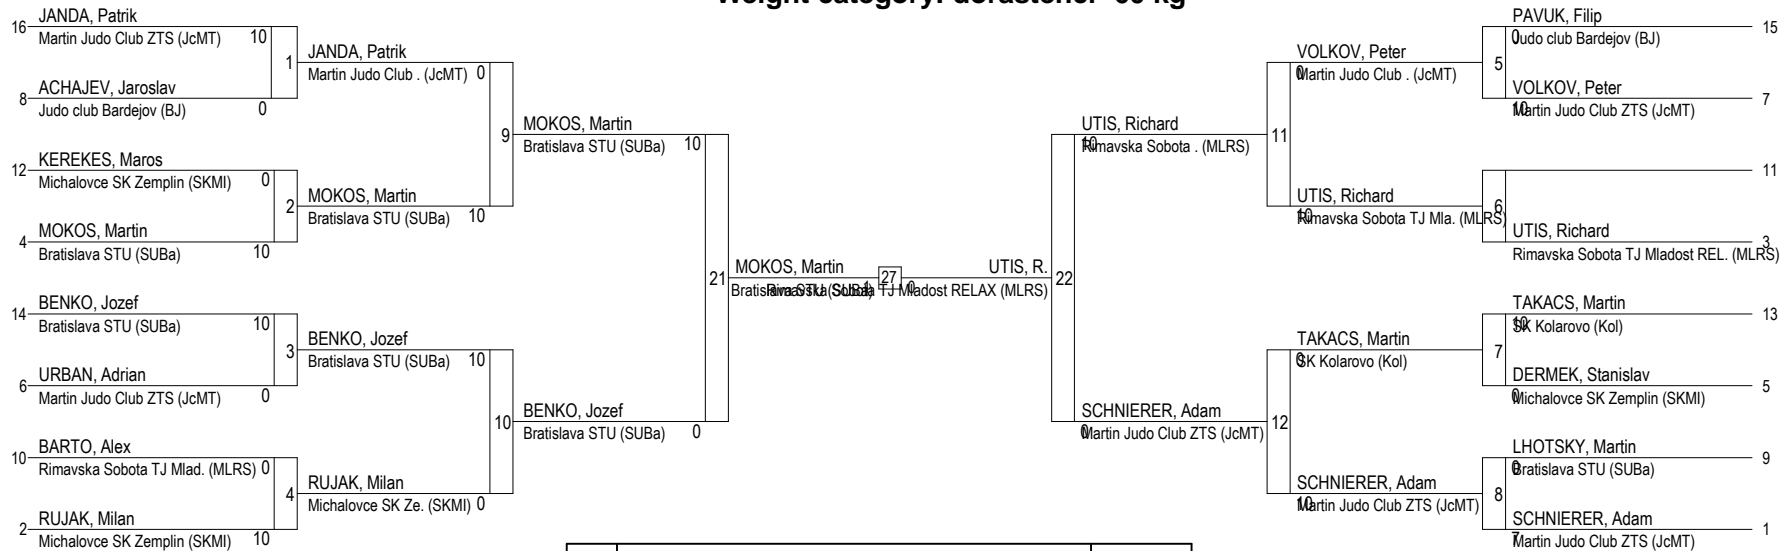 Weight category: dorastenci -60 kg
JANDA, Patrik
16
Martin Judo Club ZTS (JcMT) 10
1
ACHAJEV, Jaroslav
8
Judo club Bardejov (BJ) 0
JANDA, Patrik
Martin Judo Club . (JcMT) 0
KEREKES, Maros
12
Michalovce SK Zemplin (SKMI) 0
2
MOKOS, Martin
4
Bratislava STU (SUBa) 10
MOKOS, Martin
Bratislava STU (SUBa) 10
9
MOKOS, Martin
Bratislava STU (SUBa) 10
BENKO, Jozef
14
Bratislava STU (SUBa) 10
3
URBAN, Adrian
6
Martin Judo Club ZTS (JcMT) 0
BENKO, Jozef
Bratislava STU (SUBa) 10
BARTO, Alex
10
Rimavska Sobota TJ Mlad. (MLRS) 0
4
RUJAK, Milan
2
Michalovce SK Zemplin (SKMI) 10
RUJAK, Milan
Michalovce SK Ze. (SKMI) 0
10
BENKO, Jozef
Bratislava STU (SUBa) 0
21
MOKOS, Martin
Bratislava STU (SUBa) 1
27
UTIS, R.
Rimavska Sobota TJ Mladost RELAX (MLRS) 0
22
UTIS, Richard
10
Rimavska Sobota . (MLRS)
11
SCHNIERER, Adam
0
Martin Judo Club ZTS (JcMT)
12
VOLKOV, Peter
0
Martin Judo Club . (JcMT)
5
UTIS, Richard
10
Rimavska Sobota TJ Mla. (MLRS)
6
TAKACS, Martin
0
SK Kolarovo (Kol)
7
SCHNIERER, Adam
10
Martin Judo Club ZTS (JcMT)
8
PAVUK, Filip
15
0
Judo club Bardejov (BJ)
VOLKOV, Peter
7
10
Martin Judo Club ZTS (JcMT)
11
UTIS, Richard
3
Rimavska Sobota TJ Mladost REL. (MLRS)
TAKACS, Martin
13
10
SK Kolarovo (Kol)
DERMEK, Stanislav
5
0
Michalovce SK Zemplin (SKMI)
LHOTSKY, Martin
9
0
Bratislava STU (SUBa)
SCHNIERER, Adam
1
7
Martin Judo Club ZTS (JcMT)